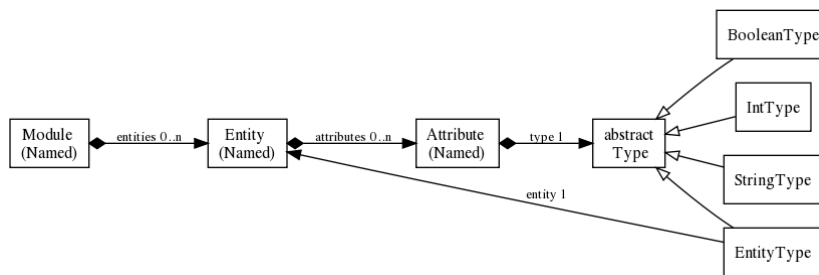 BooleanType
IntType
Module
(Named)
entities 0..n
Entity
(Named)
attributes 0..n
Attribute
(Named)
type 1
abstract
Type
StringType
entity 1
EntityType